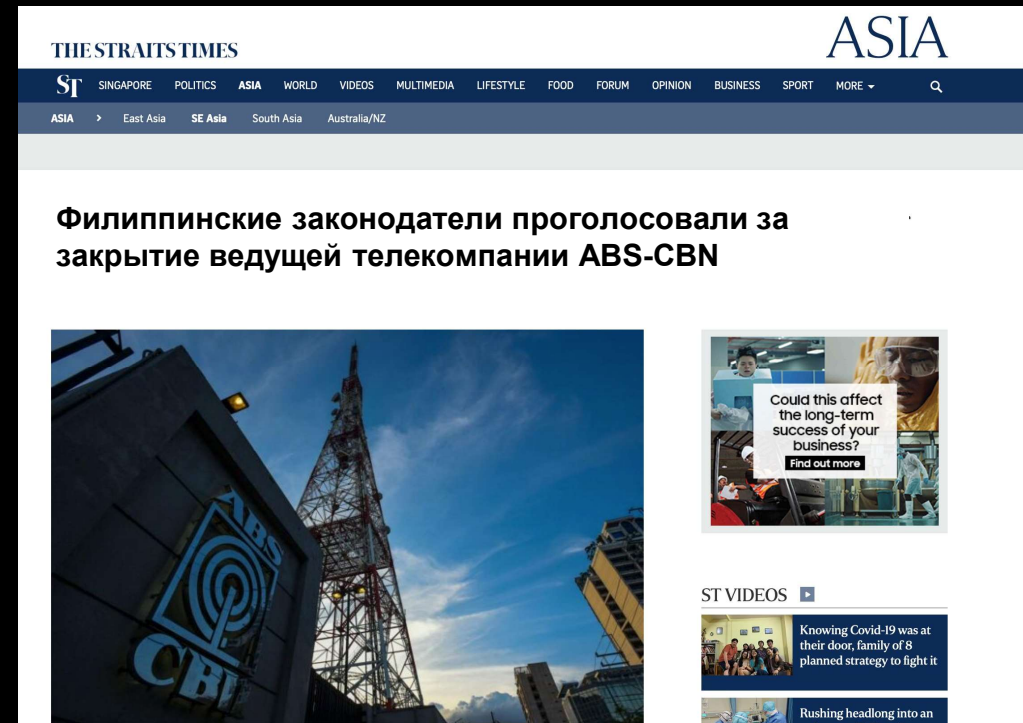 THE STRAITS TIMES
ASIA
ST SINGAPORE POLITICS ASIA WORLD VIDEOS MULTIMEDIA LIFESTYLE FOOD FORUM OPINION BUSINESS SPORT MORE
ASIA > East Asia SE Asia South Asia Australia/NZ
Филиппинские законодатели проголосовали за
закрытие ведущей телекомпании ABS-CBN
ABS
CBN
Could this affect
the long-term
success of your
business?
Find out more
ST VIDEOS
Knowing Covid-19 was at
their door, family of 8
planned strategy to fight it
Rushing headlong into an